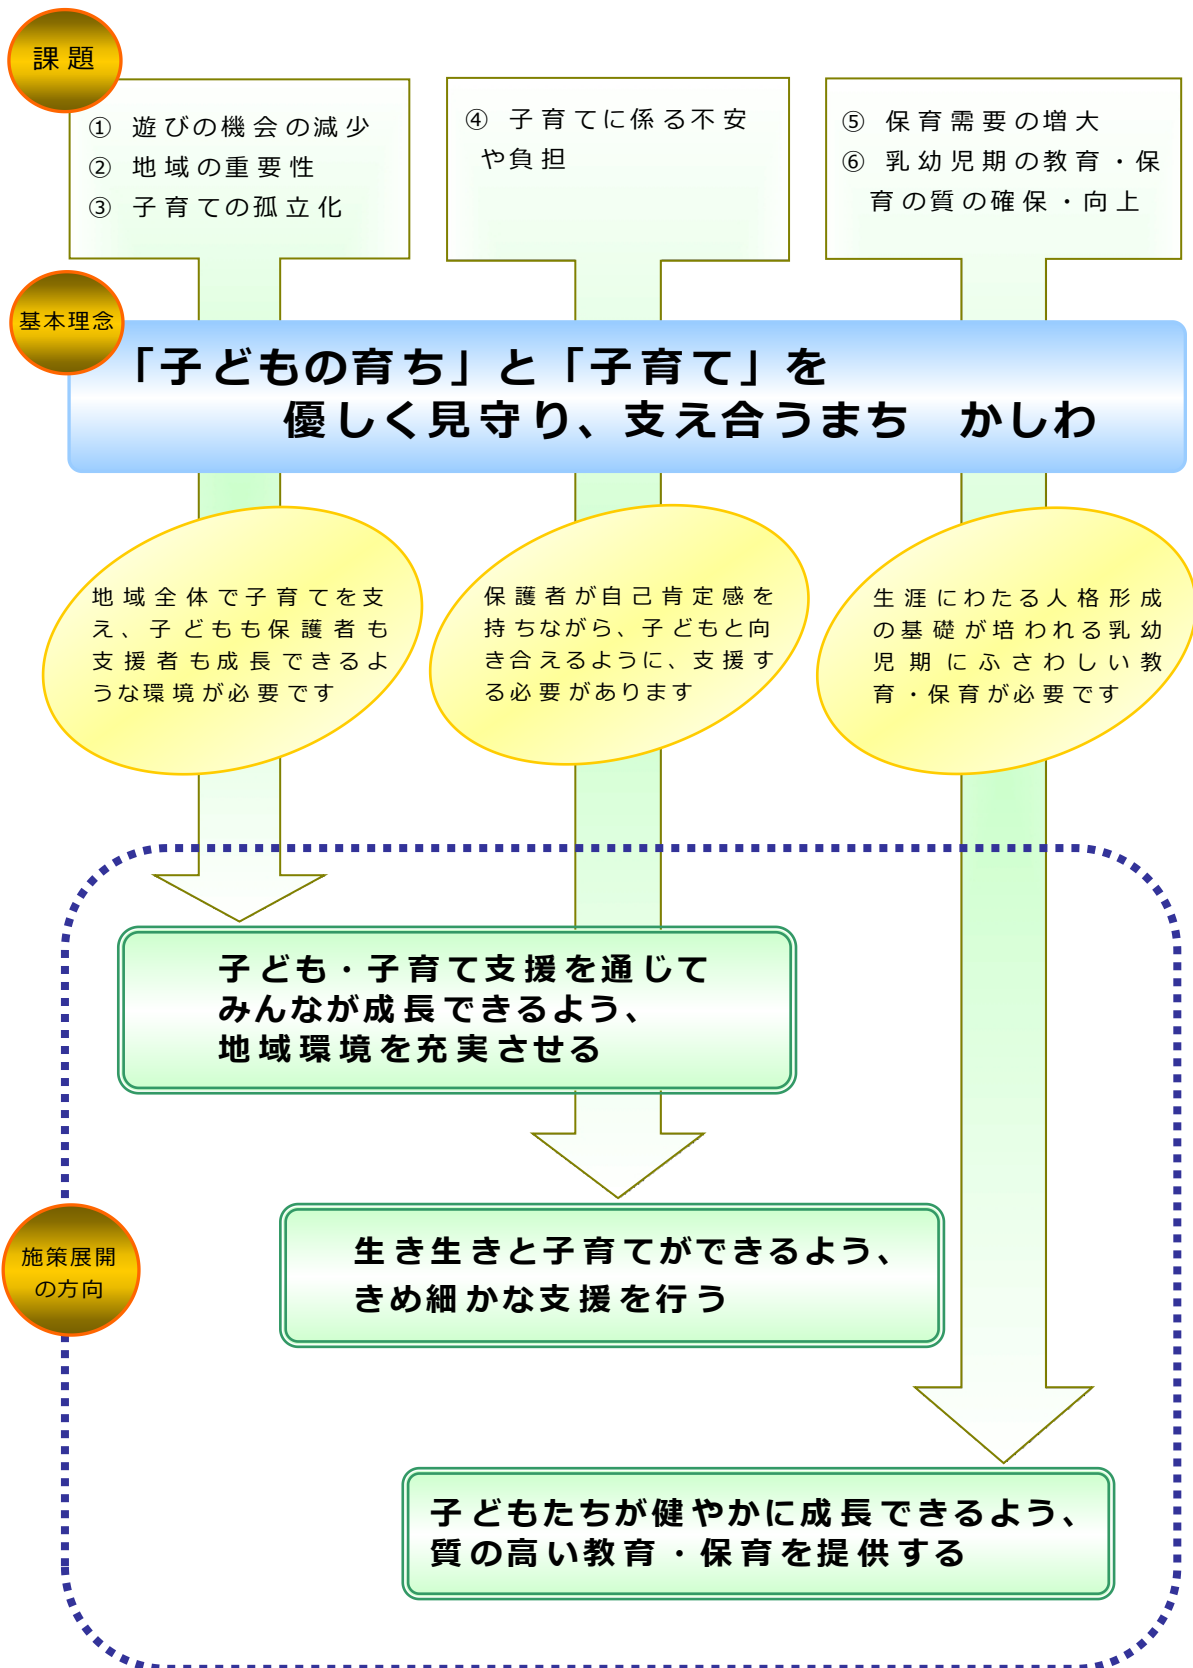 課題
① 遊びの機会の減少
② 地域の重要性
③ 子育ての孤立化
④ 子育てに係る不安
や負担
⑤ 保育需要の増大
⑥ 乳幼児期の教育・保
育の質の確保・向上
基本理念
「子どもの育ち」と「子育て」を
優しく見守り、支え合うまち　かしわ
地域全体で子育てを支
え、子どもも保護者も
支援者も成長できるよ
うな環境が必要です
保護者が自己肯定感を
持ちながら、子どもと向
き合えるように、支援す
る必要があります
生涯にわたる人格形成
の基礎が培われる乳幼
児期にふさわしい教
育・保育が必要です
子ども・子育て支援を通じて
みんなが成長できるよう、
地域環境を充実させる
施策展開
の方向
生き生きと子育てができるよう、
きめ細かな支援を行う
子どもたちが健やかに成長できるよう、
質の高い教育・保育を提供する